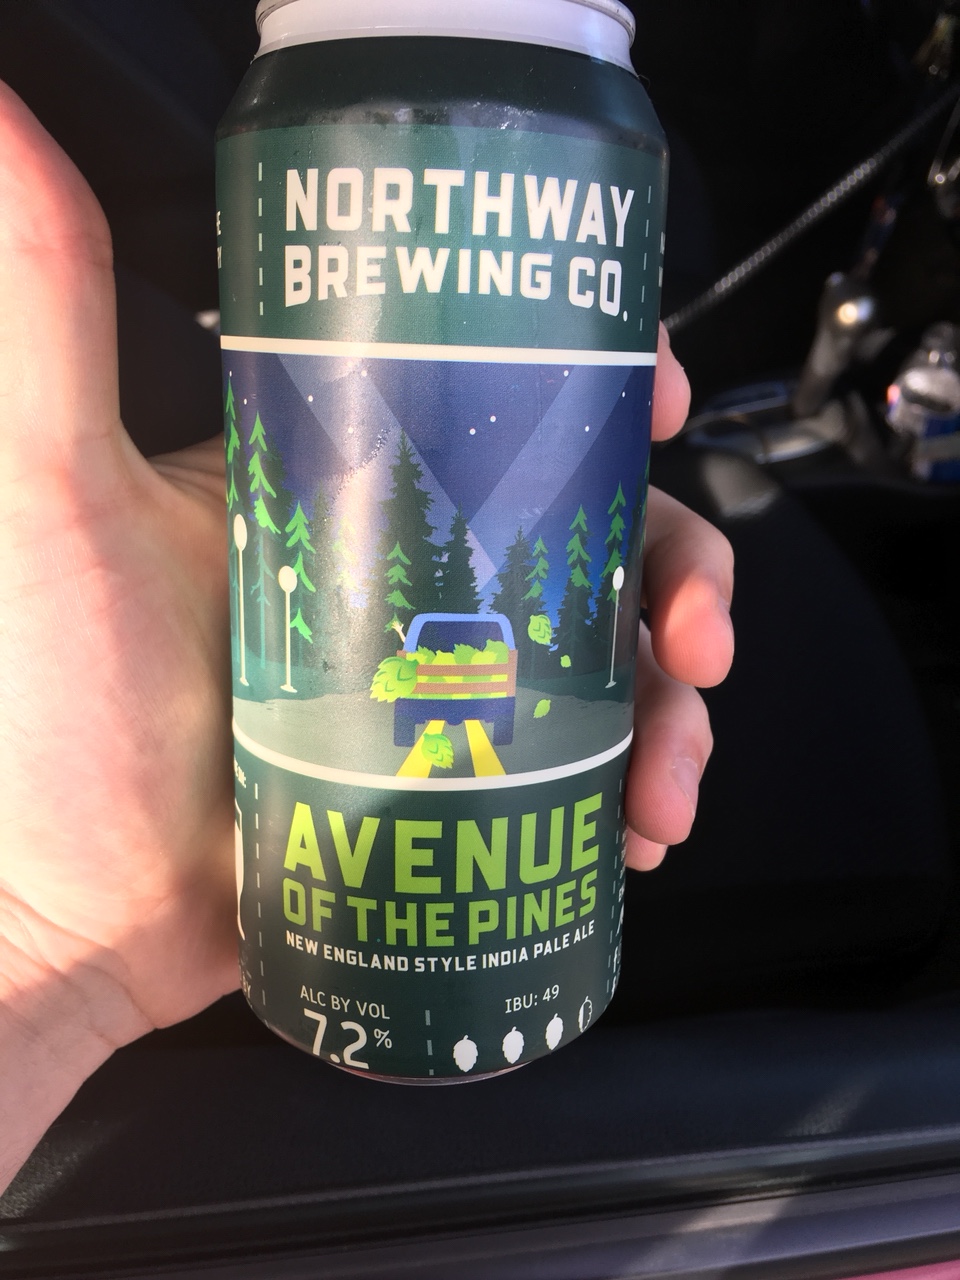 NORTHWAY
BREWING CO.
AVENUE
OF THE PINES
NEW ENGLAND STYLE INDIA PALE ALE
ALC BY VOL
7.2%
IBU: 49